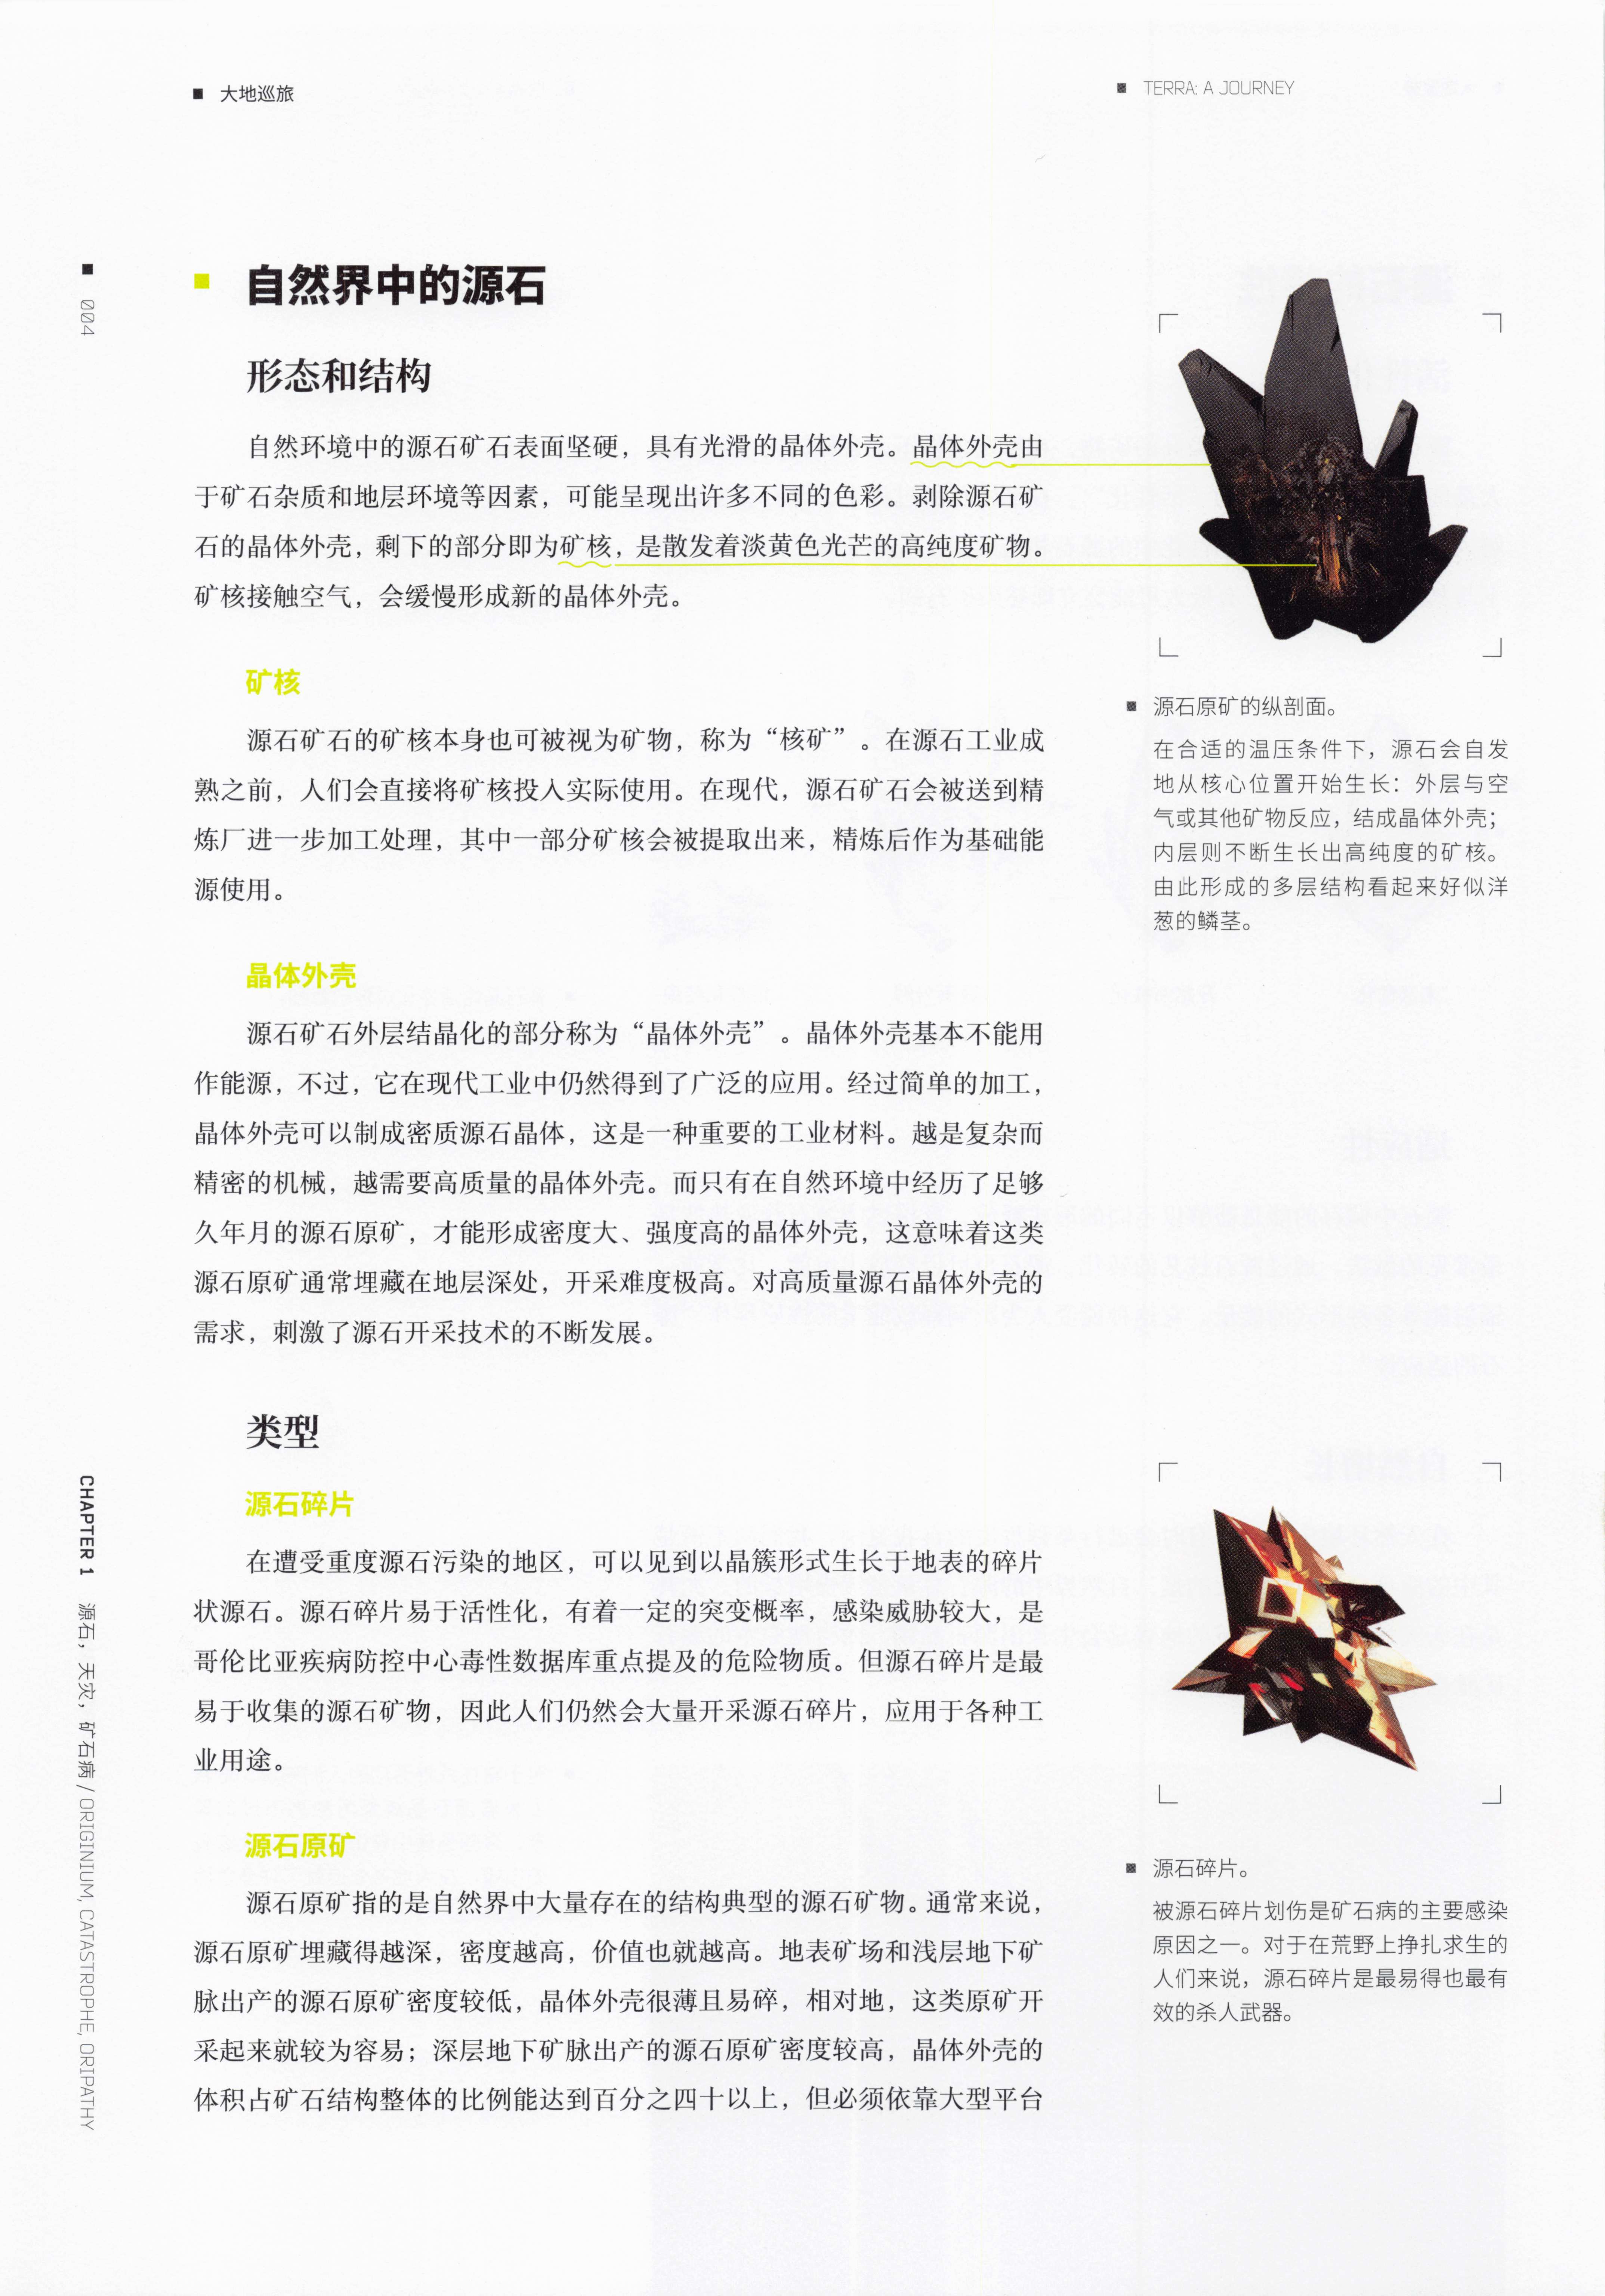 大地巡旅
TERRA: A JOURNEY
004
自然界中的源石
形态和结构
自然环境中的源石矿石表面坚硬，具有光滑的晶体外壳。晶体外壳由
于矿石杂质和地层环境等因素，可能呈现出许多不同的色彩。剥除源石矿
石的晶体外壳，剩下的部分即为矿核，是散发着淡黄色光芒的高纯度矿物。
矿核接触空气，会缓慢形成新的晶体外壳。
矿核
源石矿石的矿核本身也可被视为矿物，称为“核矿”。在源石工业成
熟之前，人们会直接将矿核投入实际使用。在现代，源石矿石会被送到精
炼厂进一步加工处理，其中一部分矿核会被提取出来，精炼后作为基础能
源使用。
晶体外壳
源石矿石外层结晶化的部分称为“晶体外壳”。晶体外壳基本不能用
作能源，不过，它在现代工业中仍然得到了广泛的应用。经过简单的加工，
晶体外壳可以制成密质源石晶体，这是一种重要的工业材料。越是复杂而
精密的机械，越需要高质量的晶体外壳。而只有在自然环境中经历了足够
久年月的源石原矿，才能形成密度大、强度高的晶体外壳，这意味着这类
源石原矿通常埋藏在地层深处，开采难度极高。对高质量源石晶体外壳的
需求，刺激了源石开采技术的不断发展。
类型
源石碎片
在遭受重度源石污染的地区，可以见到以晶簇形式生长于地表的碎片
状源石。源石碎片易于活性化，有着一定的突变概率，感染威胁较大，是
哥伦比亚疾病防控中心毒性数据库重点提及的危险物质。但源石碎片是最
易于收集的源石矿物，因此人们仍然会大量开采源石碎片，应用于各种工
业用途。
源石原矿
源石原矿指的是自然界中大量存在的结构典型的源石矿物。通常来说，
源石原矿埋藏得越深，密度越高，价值也就越高。地表矿场和浅层地下矿
脉出产的源石原矿密度较低，晶体外壳很薄且易碎，相对地，这类原矿开
采起来就较为容易；深层地下矿脉出产的源石原矿密度较高，晶体外壳的
体积占矿石结构整体的比例能达到百分之四十以上，但必须依靠大型平台
源石原矿的纵剖面。
在合适的温压条件下，源石会自发
地从核心位置开始生长：外层与空
气或其他矿物反应，结成晶体外壳；
内层则不断生长出高纯度的矿核。
由此形成的多层结构看起来好似洋
葱的鳞茎。
源石碎片。
被源石碎片划伤是矿石病的主要感染
原因之一。对于在荒野上挣扎求生的
人们来说，源石碎片是最易得也最有
效的杀人武器。
CHAPTER 1 源石，天灾，矿石病 / ORIGINIUM, CATASTROPHE, ORIPATHY